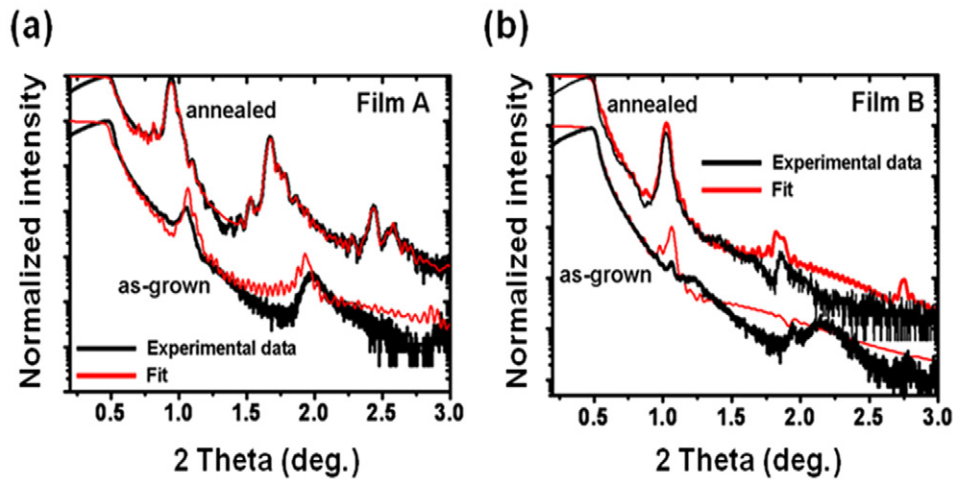 (a)
(b)
Normalized intensity
annealed
Film A
as-grown
Experimental data
Fit
0.5 1.0 1.5 2.0 2.5 3.0
2 Theta (deg.)
Normalized intensity
annealed
Film B
Experimental data
Fit
as-grown
0.5 1.0 1.5 2.0 2.5 3.0
2 Theta (deg.)